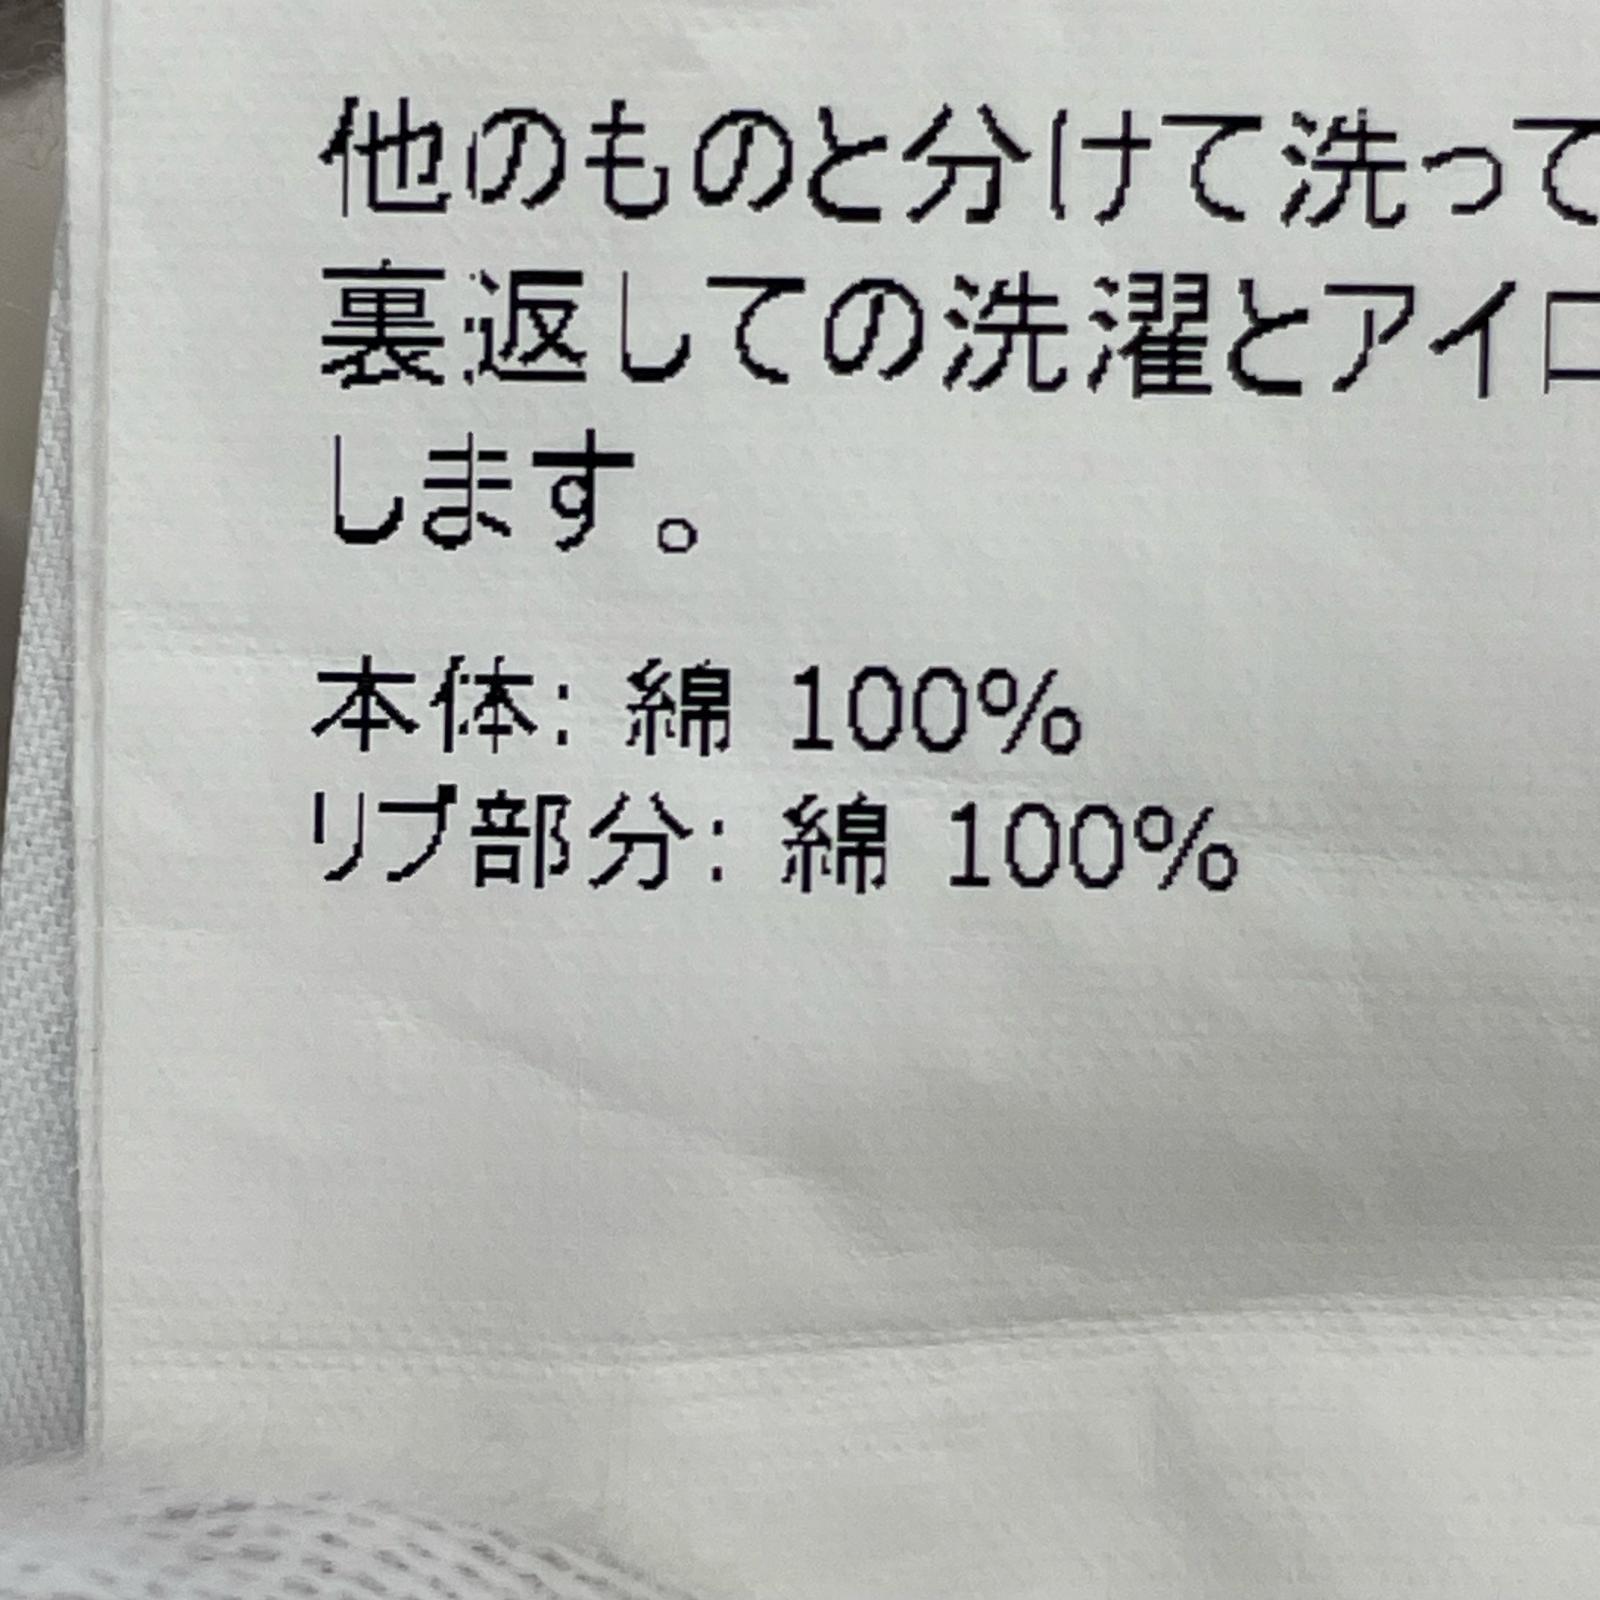 他のものと分けて洗って
裏返しての洗濯とアイロ
します。
本体: 綿 100%
リブ部分: 綿 100%